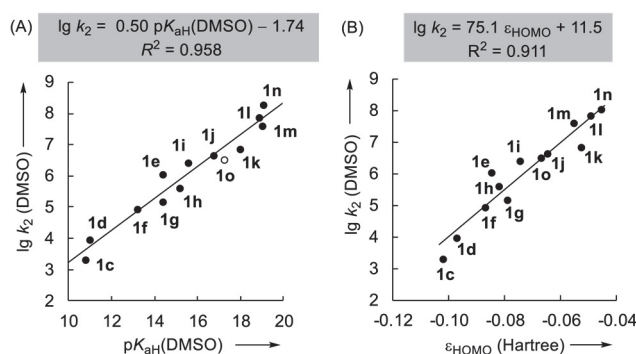 (A)
lg k₂ = 0.50 pKaH(DMSO) – 1.74
R² = 0.958
9
8
7
6
5
4
3
2
lg k₂ (DMSO)
1n
1l
1m
1j
1i
1k
1o
1e
1h
1g
1f
1d
1c
10 12 14 16 18 20
pKaH(DMSO)
(B)
lg k₂ = 75.1 εHOMO + 11.5
R² = 0.911
9
8
7
6
5
4
3
2
lg k₂ (DMSO)
1n
1m
1l
1i
1k
1j
1e
1o
1h
1g
1f
1d
1c
-0.12 -0.10 -0.08 -0.06 -0.04
εHOMO (Hartree)